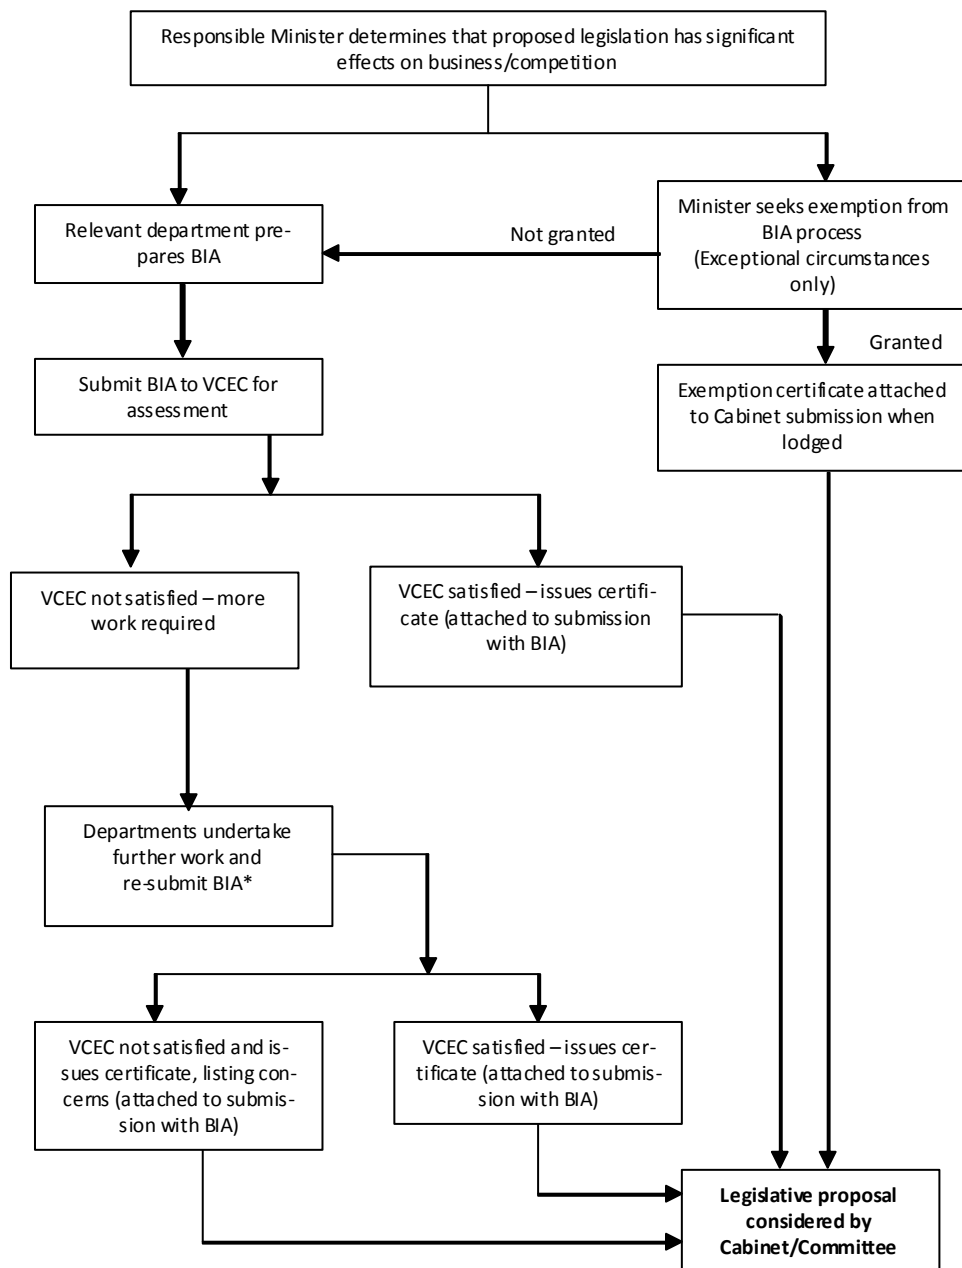 Responsible Minister determines that proposed legislation has significant
effects on business/competition
Relevant department pre-
pares BIA
Not granted
Minister seeks exemption from
BIA process
(Exceptional circumstances
only)
Granted
Submit BIA to VCEC for
assessment
Exemption certificate attached
to Cabinet submission when
lodged
VCEC not satisfied – more
work required
VCEC satisfied – issues certifi-
cate (attached to submission
with BIA)
Departments undertake
further work and
re-submit BIA*
VCEC not satisfied and is-
sues certificate, listing con-
cerns (attached to submis-
sion with BIA)
VCEC satisfied – issues cer-
tificate (attached to submis-
sion with BIA)
Legislative proposal
considered by
Cabinet/Committee